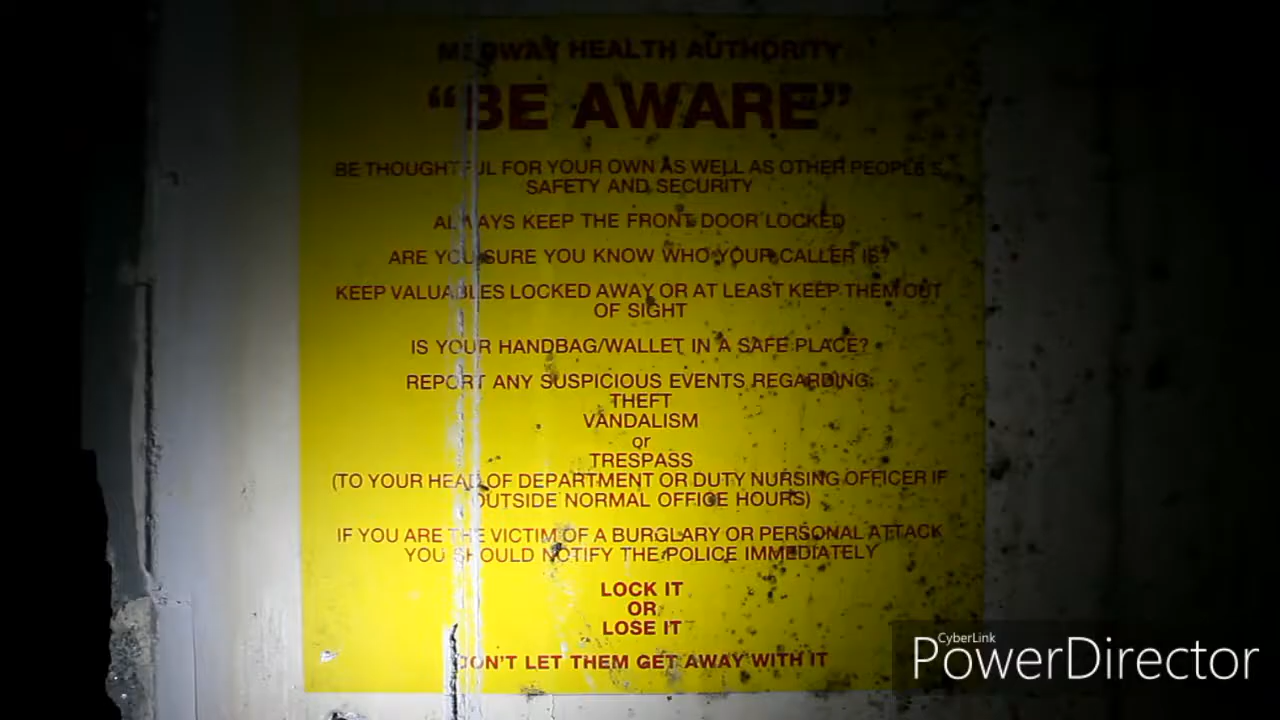 MEDWAY HEALTH AUTHORITY
“BE AWARE”
BE THOUGHTFUL FOR YOUR OWN AS WELL AS OTHER PEOPLE'S
SAFETY AND SECURITY
ALWAYS KEEP THE FRONT DOOR LOCKED
ARE YOU SURE YOU KNOW WHO YOUR CALLER IS?
KEEP VALUABLES LOCKED AWAY OR AT LEAST KEEP THEM OUT
OF SIGHT
IS YOUR HANDBAG/WALLET IN A SAFE PLACE?
REPORT ANY SUSPICIOUS EVENTS REGARDING:
THEFT
VANDALISM
or
TRESPASS
(TO YOUR HEAD OF DEPARTMENT OR DUTY NURSING OFFICER IF
OUTSIDE NORMAL OFFICE HOURS)
IF YOU ARE THE VICTIM OF A BURGLARY OR PERSONAL ATTACK
YOU SHOULD NOTIFY THE POLICE IMMEDIATELY
LOCK IT
OR
LOSE IT
DON'T LET THEM GET AWAY WITH IT
CyberLink
PowerDirector